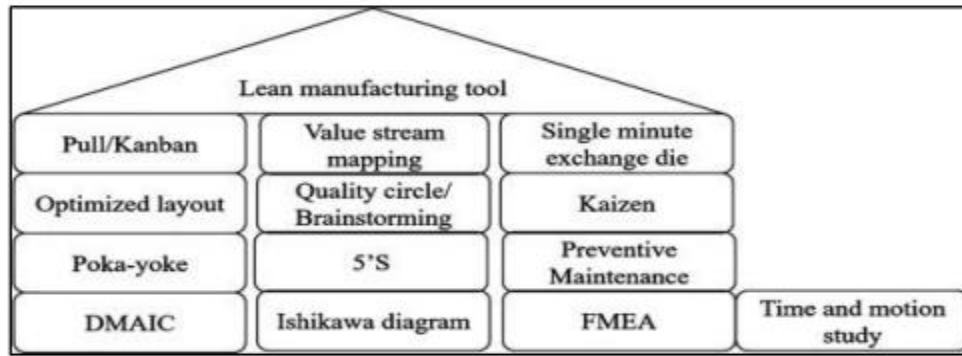 Lean manufacturing tool
Pull/Kanban
Value stream
mapping
Single minute
exchange die
Optimized layout
Quality circle/
Brainstorming
Kaizen
Poka-yoke
5'S
Preventive
Maintenance
DMAIC
Ishikawa diagram
FMEA
Time and motion
study